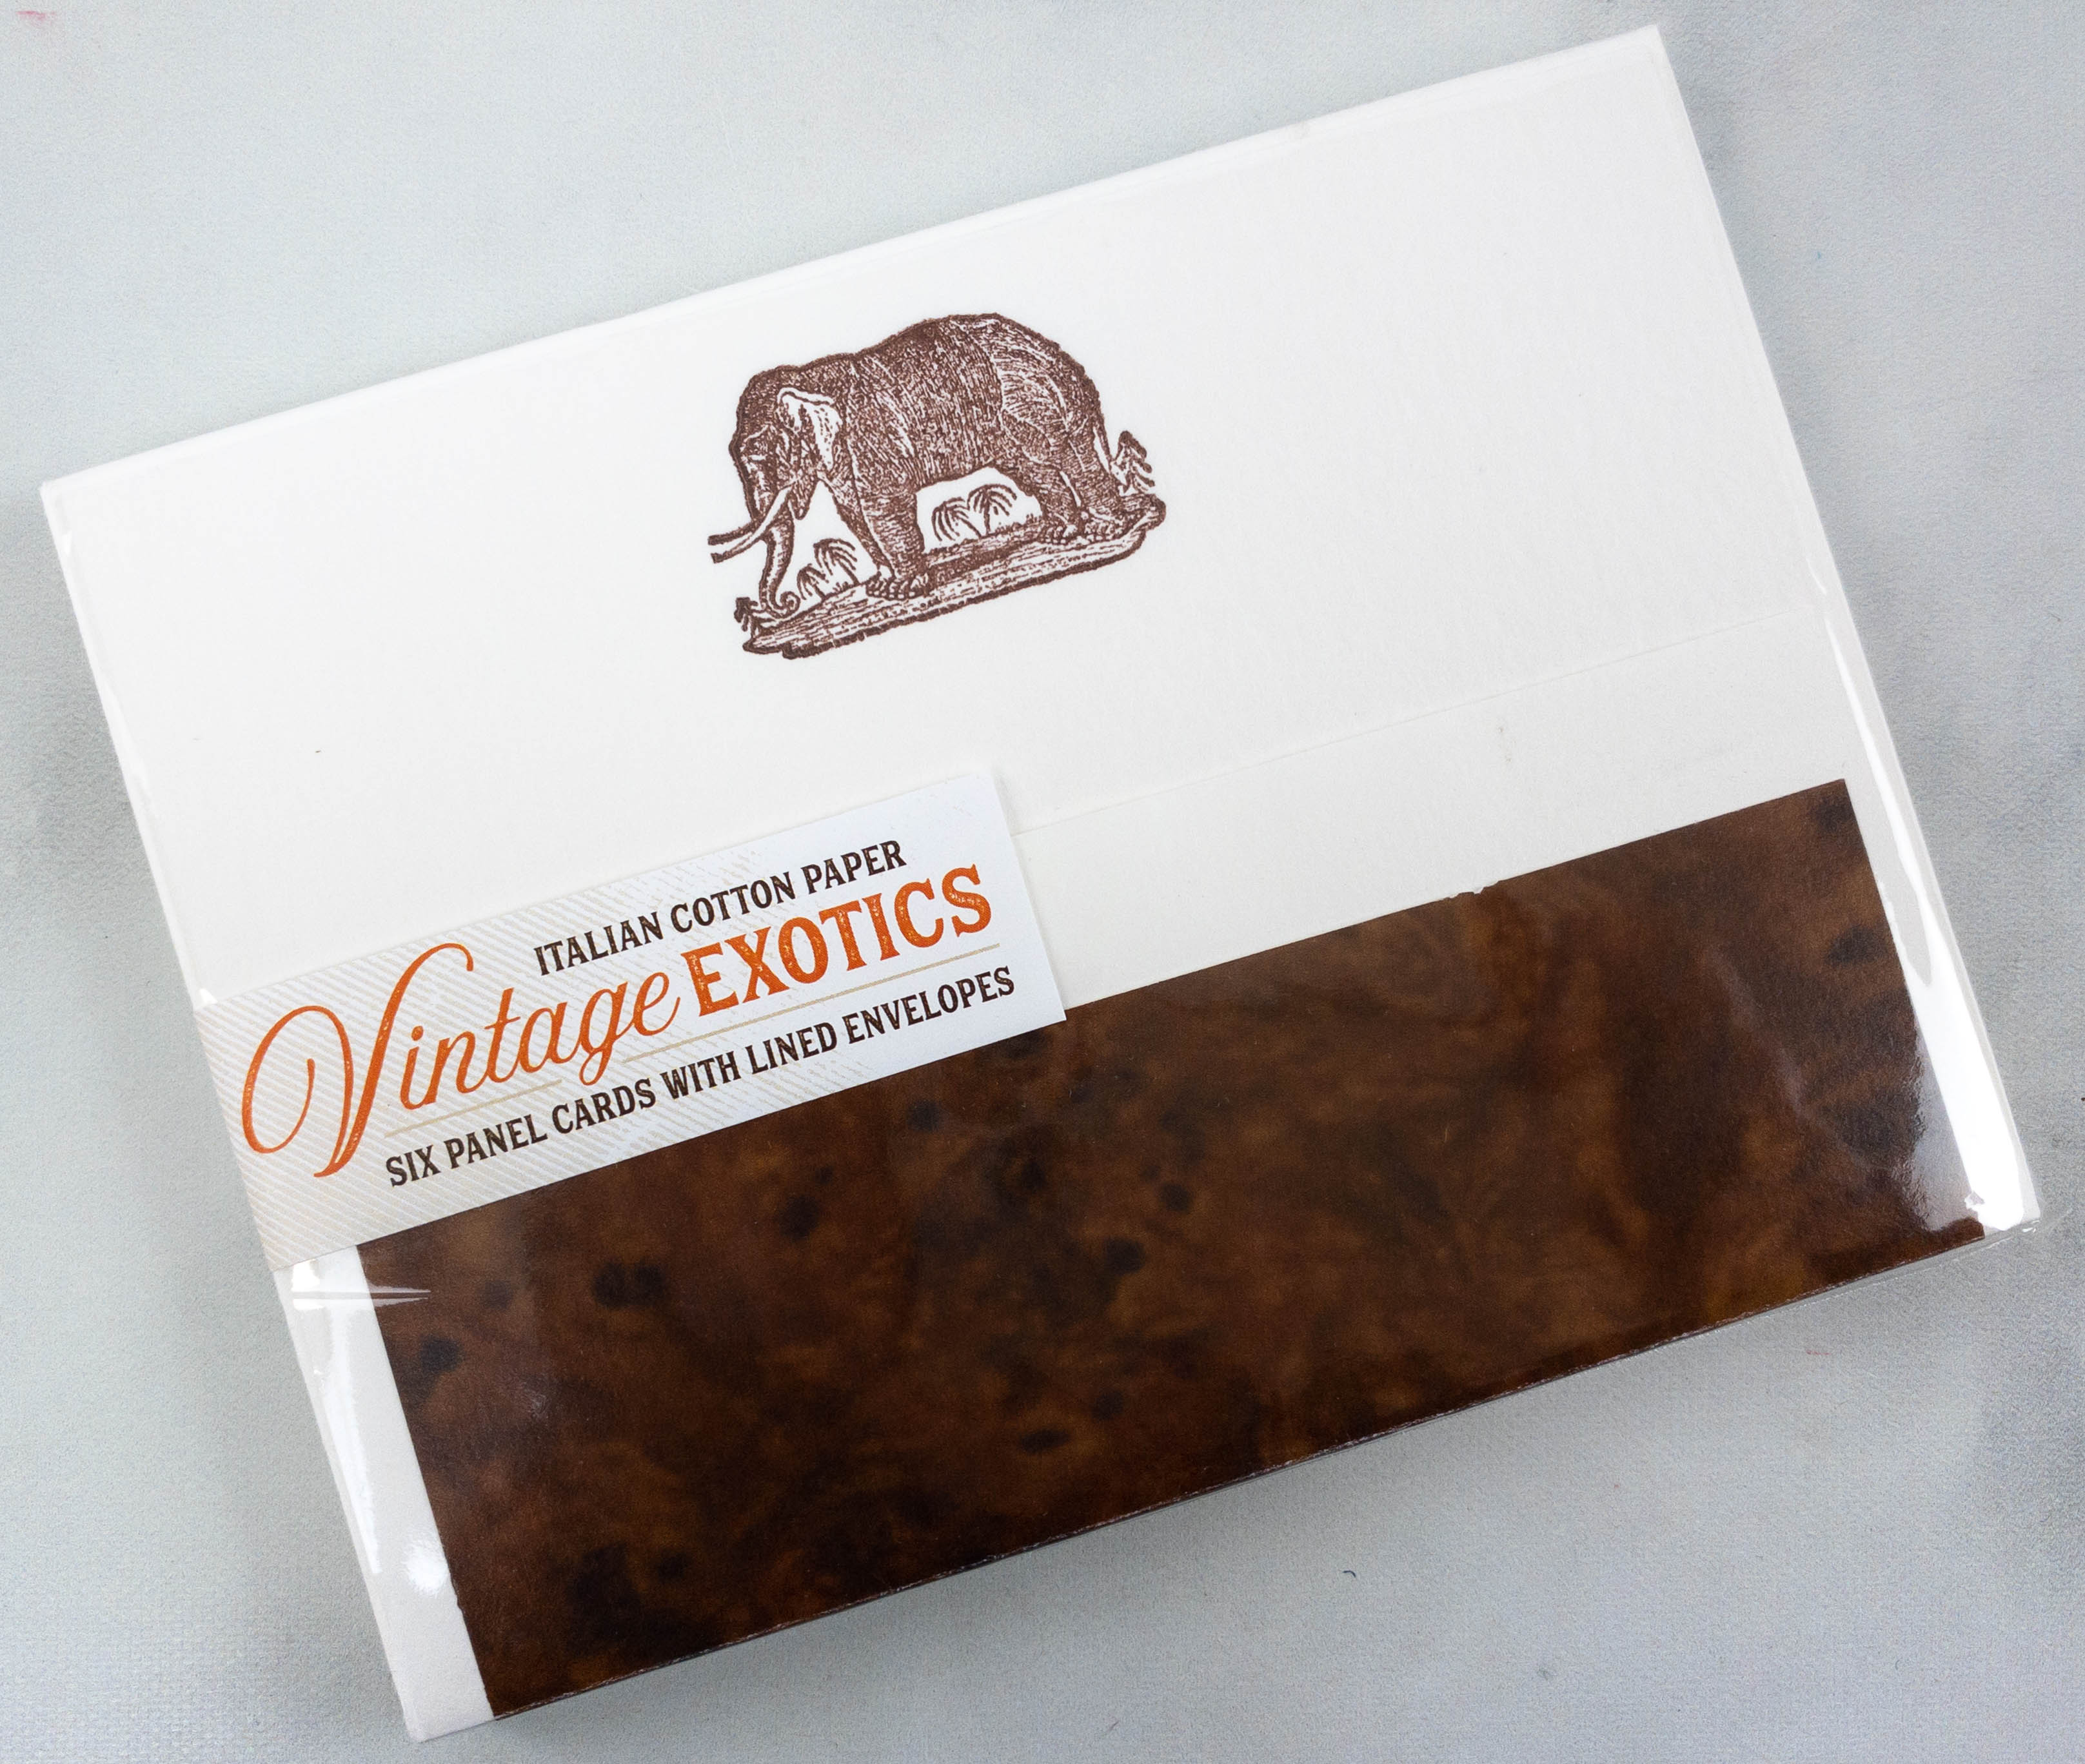 ITALIAN COTTON PAPER
Vintage EXOTICS
SIX PANEL CARDS WITH LINED ENVELOPES